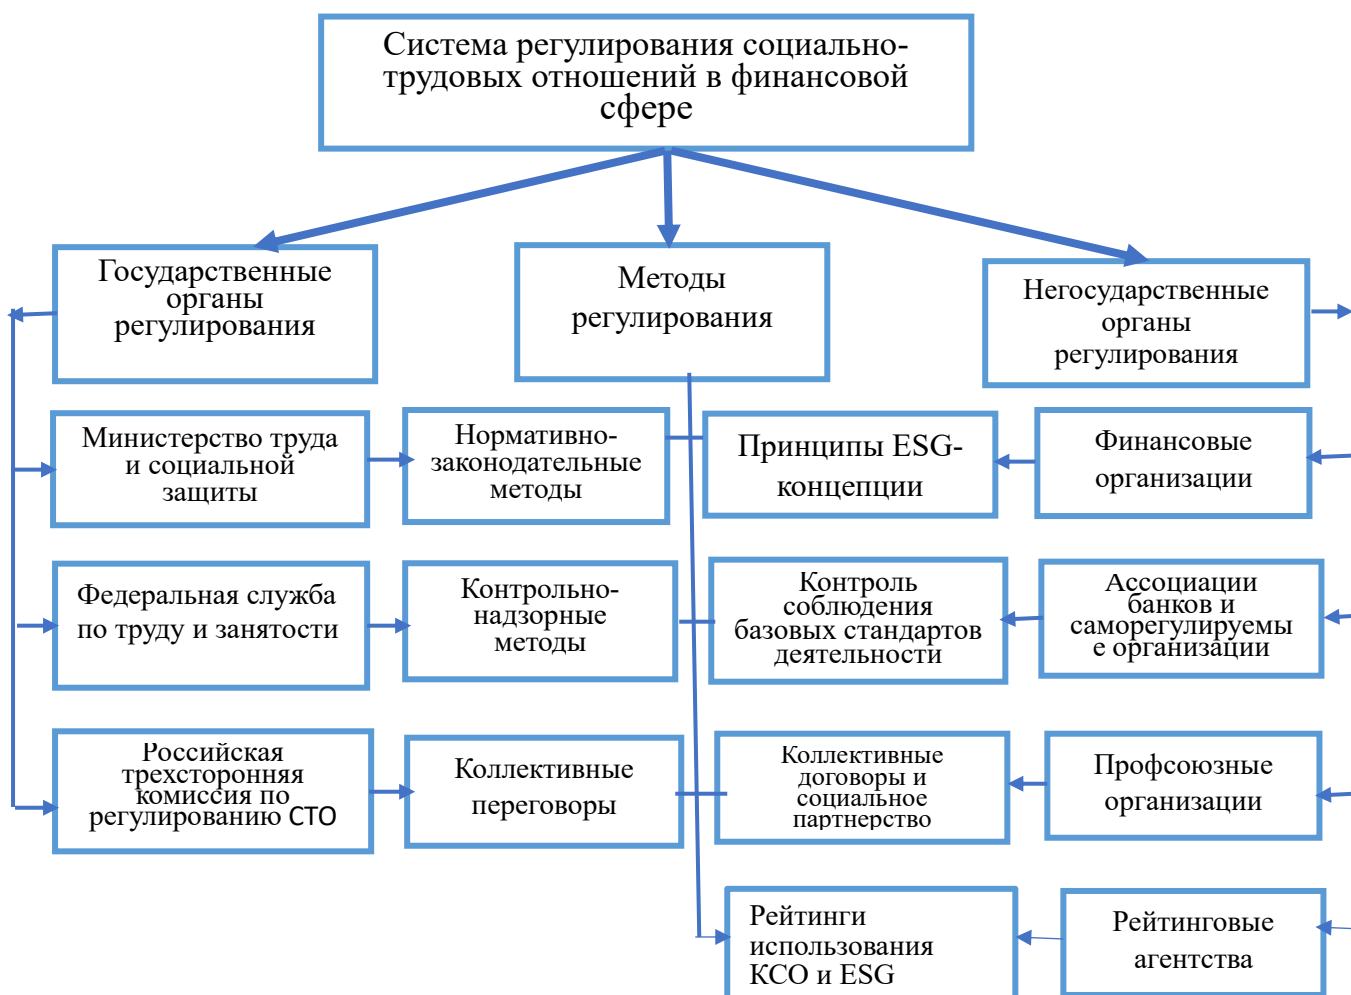 Система регулирования социально-
трудовых отношений в финансовой
сфере
Государственные
органы
регулирования
Методы
регулирования
Негосударственные
органы
регулирования
Министерство труда
и социальной
защиты
Нормативно-
законодательные
методы
Принципы ESG-
концепции
Финансовые
организации
Федеральная служба
по труду и занятости
Контрольно-
надзорные
методы
Контроль
соблюдения
базовых стандартов
деятельности
Ассоциации
банков и
саморегулируемы
е организации
Российская
трехсторонняя
комиссия по
регулированию СТО
Коллективные
переговоры
Коллективные
договоры и
социальное
партнерство
Профсоюзные
организации
Рейтинги
использования
КСО и ESG
Рейтинговые
агентства